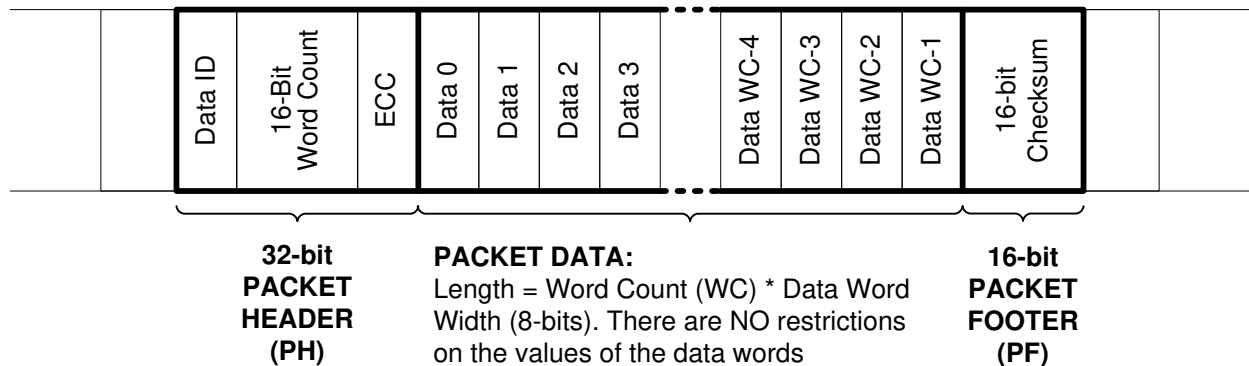 Data ID
16-Bit
Word Count
ECC
Data 0
Data 1
Data 2
Data 3
Data WC-4
Data WC-3
Data WC-2
Data WC-1
16-bit
Checksum
32-bit
PACKET
HEADER
(PH)
PACKET DATA:
Length = Word Count (WC) * Data Word
Width (8-bits). There are NO restrictions
on the values of the data words
16-bit
PACKET
FOOTER
(PF)